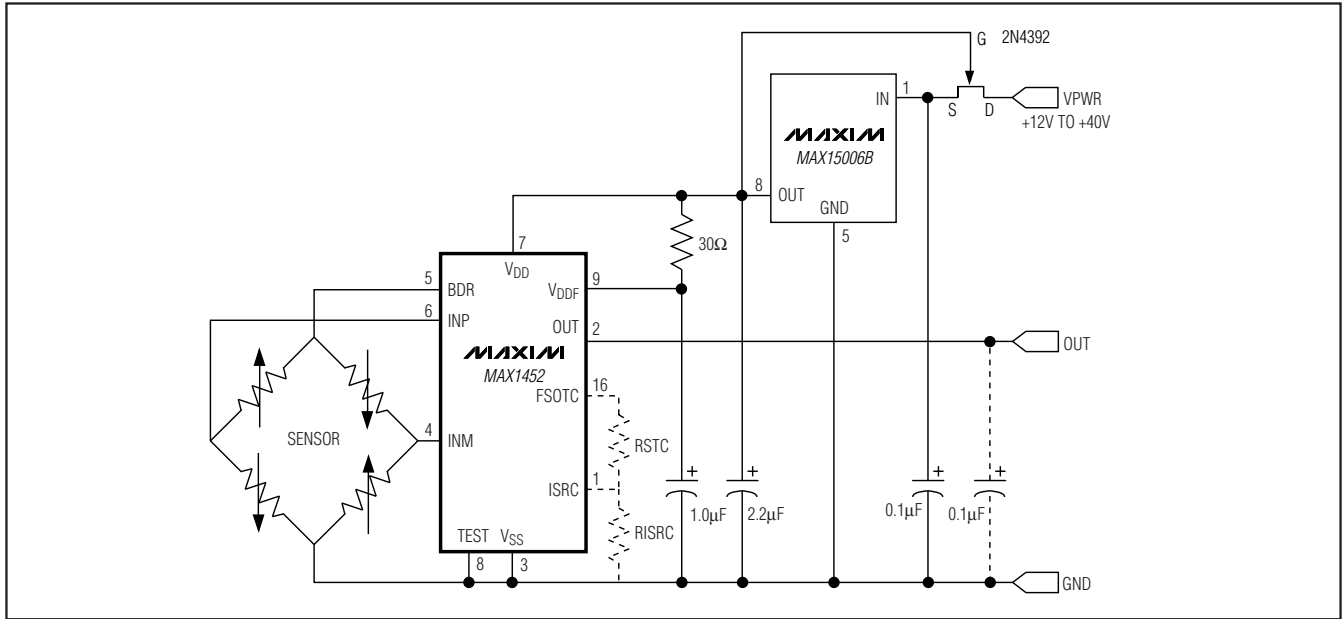 G 2N4392
IN 1
S D
VPWR
+12V TO +40V
MAXIM
MAX15006B
8 OUT
GND
5
30Ω
7
VDD
5 BDR
VDDF 9
6 INP
OUT 2
OUT
MAXIM
MAX1452
FSOTC 16
RSTC
SENSOR
4 INM
ISRC 1
+ + + +
1.0µF 2.2µF 0.1µF 0.1µF
RISRC
TEST VSS
8 3
GND